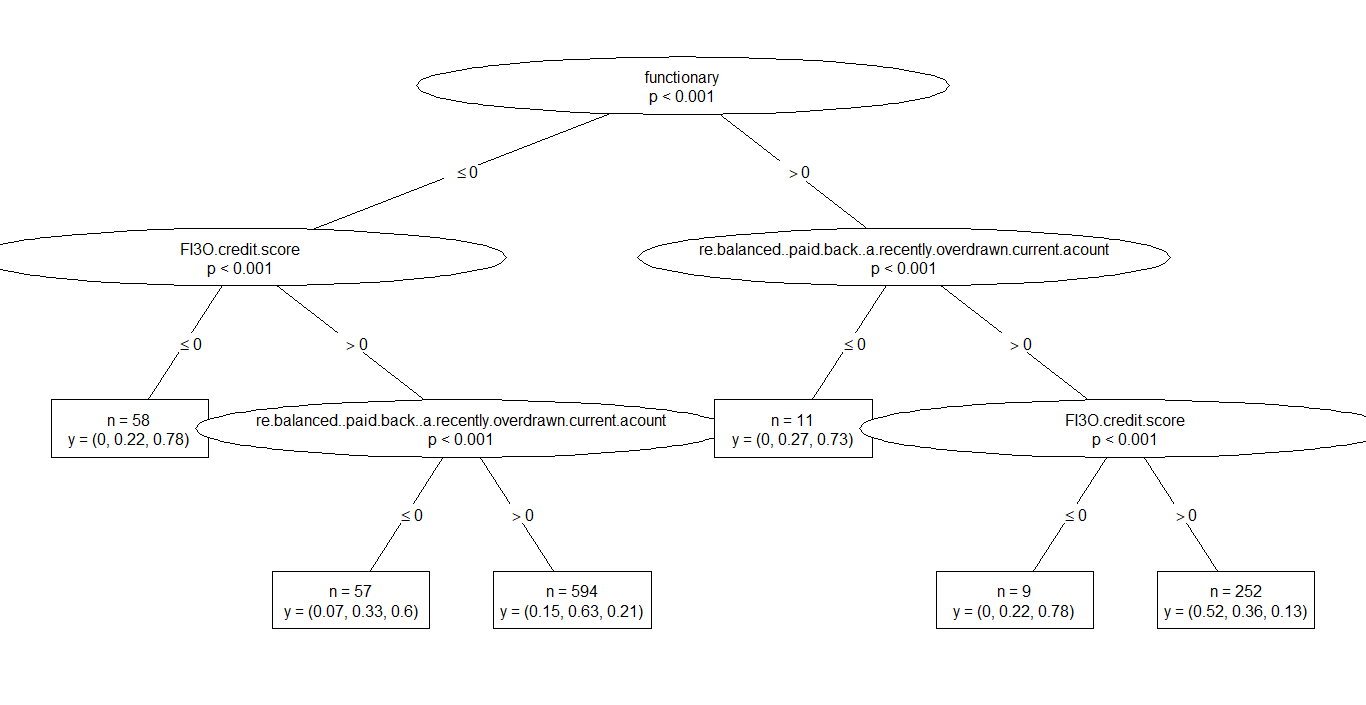 functionary
p < 0.001
≤ 0
> 0
FI3O.credit.score
p < 0.001
re.balanced..paid.back..a.recently.overdrawn.current.acount
p < 0.001
≤ 0
> 0
≤ 0
> 0
n = 58
y = (0, 0.22, 0.78)
re.balanced..paid.back..a.recently.overdrawn.current.acount
p < 0.001
n = 11
y = (0, 0.27, 0.73)
FI3O.credit.score
p < 0.001
≤ 0
> 0
≤ 0
> 0
n = 57
y = (0.07, 0.33, 0.6)
n = 594
y = (0.15, 0.63, 0.21)
n = 9
y = (0, 0.22, 0.78)
n = 252
y = (0.52, 0.36, 0.13)